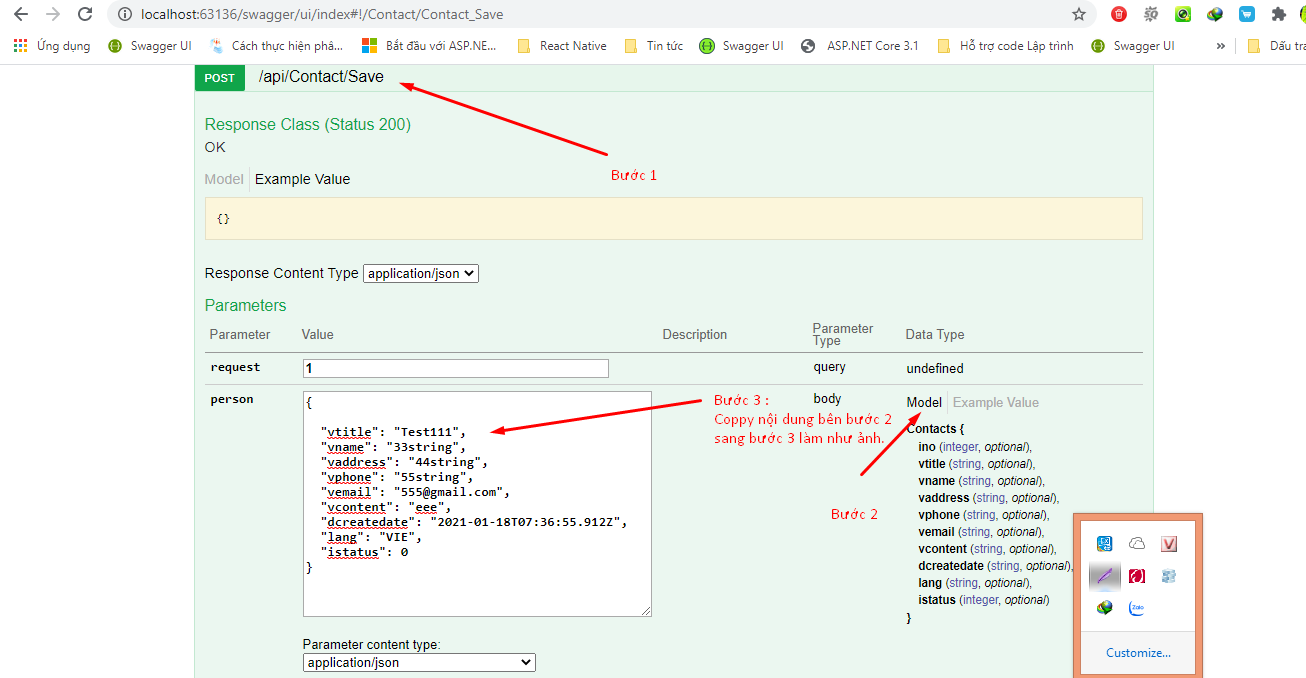 localhost:63136/swagger/ui/index#!/Contact/Contact_Save
Ứng dụng Swagger UI Cách thực hiện phâ... Bắt đầu với ASP.NE... React Native Tin tức Swagger UI ASP.NET Core 3.1 Hỗ trợ code Lập trình Swagger UI » Dấu tra
POST /api/Contact/Save
Response Class (Status 200)
OK
Bước 1
Model Example Value
{}
Response Content Type application/json
Parameters
Parameter Value Description Parameter Type Data Type
request 1 query undefined
person
{
"vtitle": "Test111",
"vname": "33string",
"vaddress": "44string",
"vphone": "55string",
"vemail": "555@gmail.com",
"vcontent": "eee",
"dcreatedate": "2021-01-18T07:36:55.912Z",
"lang": "VIE",
"istatus": 0
}
Bước 3 :
Coppy nội dung bên bước 2
sang bước 3 làm như ảnh.
body
Model Example Value
Contacts {
ino (integer, optional),
vtitle (string, optional),
vname (string, optional),
vaddress (string, optional),
vphone (string, optional),
vemail (string, optional),
vcontent (string, optional),
dcreatedate (string, optional),
lang (string, optional),
istatus (integer, optional)
}
Bước 2
Parameter content type:
application/json
Zalo
Customize...